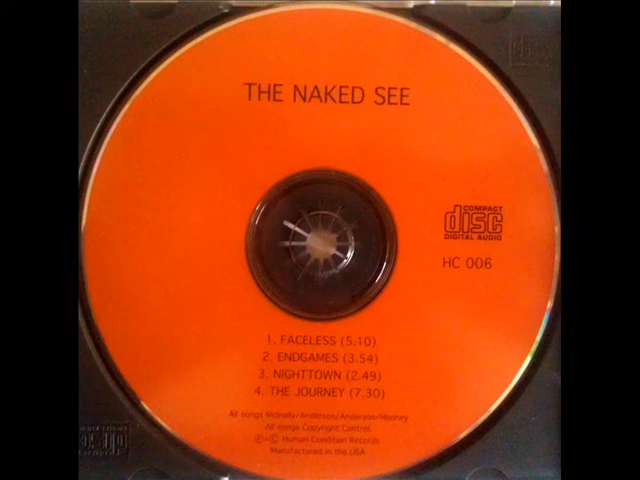 THE NAKED SEE
COMPACT
disc
DIGITAL AUDIO
HC 006
1. FACELESS (5.10)
2. ENDGAMES (3.54)
3. NIGHTTOWN (2.49)
4. THE JOURNEY (7.30)
All songs McInally/Anderson/Anderson/Mooney
All songs Copyright Control.
℗+© Human Condition Records
Manufactured in the USA